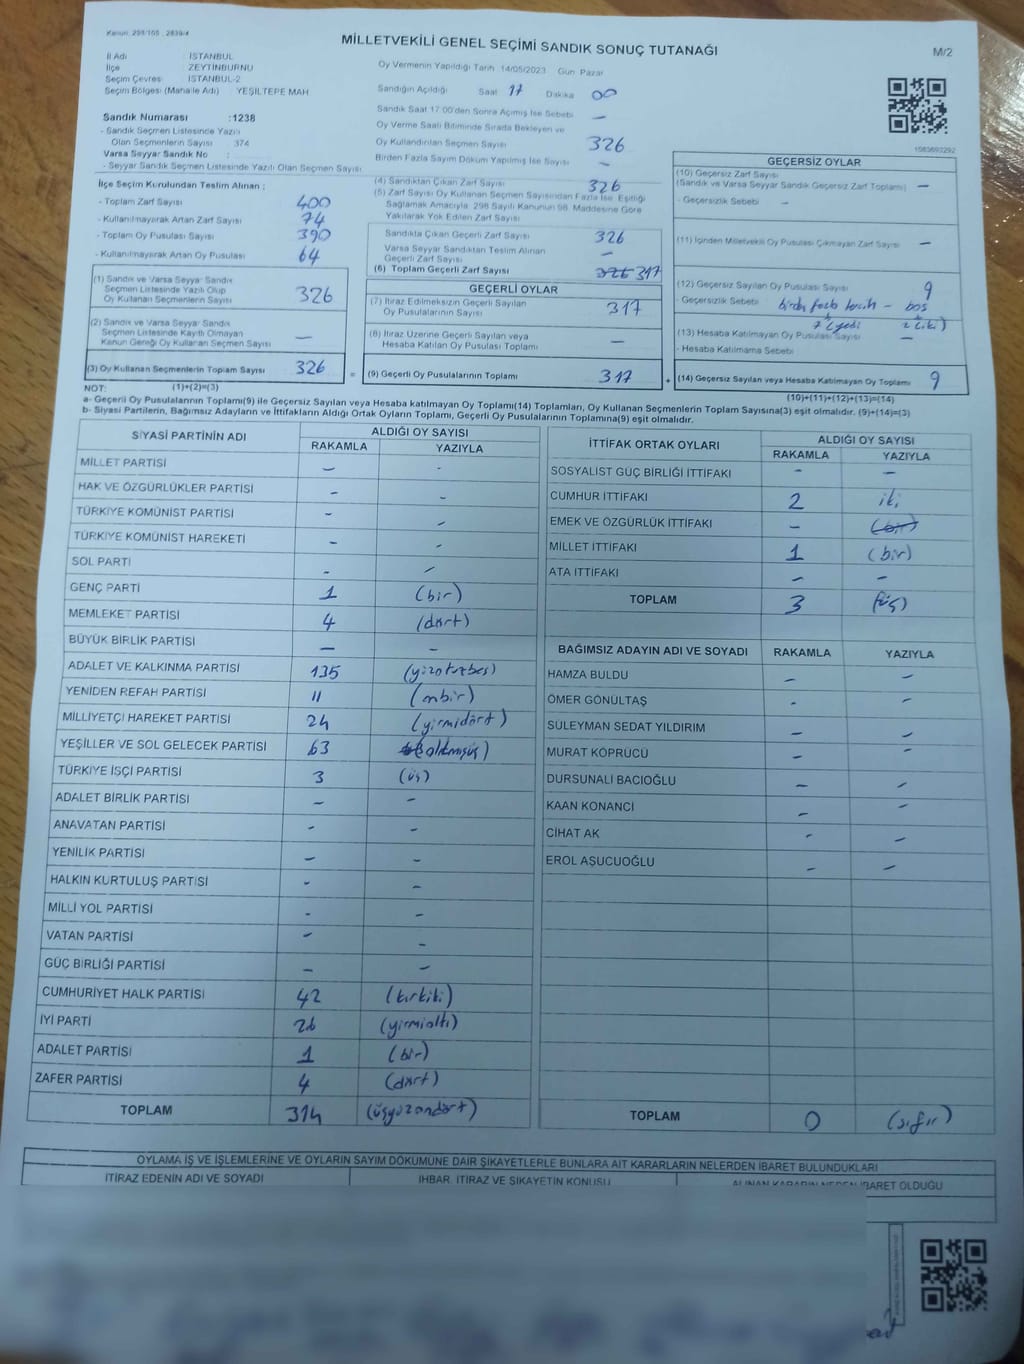 Kanun: 298/105 , 2839/4
MİLLETVEKİLİ GENEL SEÇİMİ SANDIK SONUÇ TUTANAĞI
M/2
İl Adı : İSTANBUL
İlçe : ZEYTİNBURNU
Seçim Çevresi : İSTANBUL-2
Seçim Bölgesi (Mahalle Adı) : YEŞİLTEPE MAH
Sandık Numarası :1238
- Sandık Seçmen Listesinde Yazılı
Olan Seçmenlerin Sayısı : 374
Varsa Seyyar Sandık No :
- Seyyar Sandık Seçmen Listesinde Yazılı Olan Seçmen Sayısı :
Oy Vermenin Yapıldığı Tarih :14/05/2023 Gün: Pazar
Sandığın Açıldığı Saat 17 Dakika 00
Sandık Saat 17:00'den Sonra Açımış İse Sebebi –
Oy Verme Saati Bitiminde Sırada Bekleyen ve
Oy Kullandırılan Seçmen Sayısı 326
Birden Fazla Sayım Döküm Yapılmış İse Sayısı –
İlçe Seçim Kurulundan Teslim Alınan ;
- Toplam Zarf Sayısı 400
- Kullanılmayarak Artan Zarf Sayısı 74
- Toplam Oy Pusulası Sayısı 390
- Kullanılmayarak Artan Oy Pusulası 64
(4) Sandıktan Çıkan Zarf Sayısı 326
(5) Zarf Sayısı Oy Kullanan Seçmen Sayısından Fazla İse, Eşitliği
Sağlamak Amacıyla, 298 Sayılı Kanunun 98. Maddesine Göre
Yakılarak Yok Edilen Zarf Sayısı
Sandıkta Çıkan Geçerli Zarf Sayısı 326
Varsa Seyyar Sandıktan Teslim Alınan
Geçerli Zarf Sayısı –
(6) Toplam Geçerli Zarf Sayısı 326 317
GEÇERSİZ OYLAR
(10) Geçersiz Zarf Sayısı
(Sandık ve Varsa Seyyar Sandık Geçersiz Zarf Toplamı) –
- Geçersizlik Sebebi –
(11) İçinden Milletvekili Oy Pusulası Çıkmayan Zarf Sayısı –
(12) Geçersiz Sayılan Oy Pusulası Sayısı 9
- Geçersizlik Sebebi birden fazla tercih – boş
7 (yedi) 2 (iki)
(13) Hesaba Katılmayan Oy Pusulası Sayısı –
- Hesaba Katılmama Sebebi
(14) Geçersiz Sayılan veya Hesaba Katılmayan Oy Toplamı 9
(10)+(11)+(12)+(13)=(14)
(1) Sandık ve Varsa Seyyar Sandık
Seçmen Listesinde Yazılı Olup
Oy Kullanan Seçmenlerin Sayısı 326
(2) Sandık ve Varsa Seyyar Sandık
Seçmen Listesinde Kayıtlı Olmayan
Kanun Gereği Oy Kullanan Seçmen Sayısı –
(3) Oy Kullanan Seçmenlerin Toplam Sayısı 326
(1)+(2)=(3)
=
GEÇERLİ OYLAR
(7) İtiraz Edilmeksizin Geçerli Sayılan
Oy Pusulasının Sayısı 317
(8) İtiraz Üzerine Geçerli Sayılan veya
Hesaba Katılan Oy Pusulası Toplamı –
(9) Geçerli Oy Pusulalarının Toplamı 317
+
NOT:
a- Geçerli Oy Pusulalarının Toplamı(9) ile Geçersiz Sayılan veya Hesaba katılmayan Oy Toplamı(14) Toplamları, Oy Kullanan Seçmenlerin Toplam Sayısına(3) eşit olmalıdır. (9)+(14)=(3)
b- Siyasi Partilerin, Bağımsız Adayların ve İttifakların Aldığı Ortak Oyların Toplamı, Geçerli Oy Pusulalarının Toplamına(9) eşit olmalıdır.
SİYASİ PARTİNİN ADI ALDIĞI OY SAYISI
RAKAMLA YAZIYLA
MİLLET PARTİSİ – –
HAK VE ÖZGÜRLÜKLER PARTİSİ – –
TÜRKİYE KOMÜNİST PARTİSİ – –
TÜRKİYE KOMÜNİST HAREKETİ – –
SOL PARTİ – –
GENÇ PARTİ 1 (bir)
MEMLEKET PARTİSİ 4 (dört)
BÜYÜK BİRLİK PARTİSİ – –
ADALET VE KALKINMA PARTİSİ 135 (yüzotuzbeş)
YENİDEN REFAH PARTİSİ 11 (onbir)
MİLLİYETÇİ HAREKET PARTİSİ 24 (yirmidört)
YEŞİLLER VE SOL GELECEK PARTİSİ 63 (altmışüç)
TÜRKİYE İŞÇİ PARTİSİ 3 (üç)
ADALET BİRLİK PARTİSİ – –
ANAVATAN PARTİSİ – –
YENİLİK PARTİSİ – –
HALKIN KURTULUŞ PARTİSİ – –
MİLLİ YOL PARTİSİ – –
VATAN PARTİSİ – –
GÜÇ BİRLİĞİ PARTİSİ – –
CUMHURİYET HALK PARTİSİ 42 (kırkiki)
İYİ PARTİ 26 (yirmialtı)
ADALET PARTİSİ 1 (bir)
ZAFER PARTİSİ 4 (dört)
TOPLAM 314 (üçyüzondört)
İTTİFAK ORTAK OYLARI ALDIĞI OY SAYISI
RAKAMLA YAZIYLA
SOSYALİST GÜÇ BİRLİĞİ İTTİFAKI – –
CUMHUR İTTİFAKI 2 iki
EMEK VE ÖZGÜRLÜK İTTİFAKI – (bir)
MİLLET İTTİFAKI 1 (bir)
ATA İTTİFAKI – –
TOPLAM 3 (üç)
BAĞIMSIZ ADAYIN ADI VE SOYADI RAKAMLA YAZIYLA
HAMZA BULDU – –
ÖMER GÖNÜLTAŞ – –
SÜLEYMAN SEDAT YILDIRIM – –
MURAT KÖPRÜCÜ – –
DURSUNALİ BACIOĞLU – –
KAAN KONANCİ – –
CİHAT AK – –
EROL AŞUCUOĞLU – –
TOPLAM 0 (sıfır)
OYLAMA İŞ VE İŞLEMLERİNE VE OYLARIN SAYIM DÖKÜMÜNE DAİR ŞİKAYETLERLE BUNLARA AİT KARARLARIN NELERDEN İBARET BULUNDUKLARI
İTİRAZ EDENİN ADI VE SOYADI İHBAR, İTİRAZ VE ŞİKAYETİN KONUSU ALINAN KARARIN NEDEN İBARET OLDUĞU